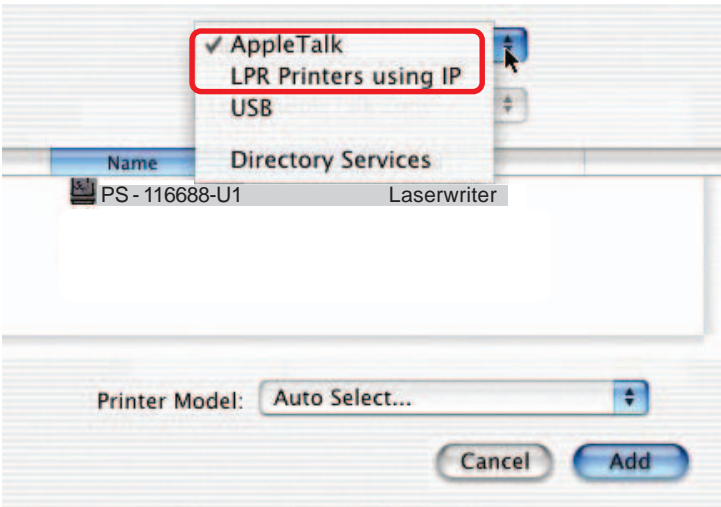 ✓ AppleTalk
LPR Printers using IP
USB
Directory Services
Name
PS - 116688-U1 Laserwriter
Printer Model: Auto Select...
Cancel Add